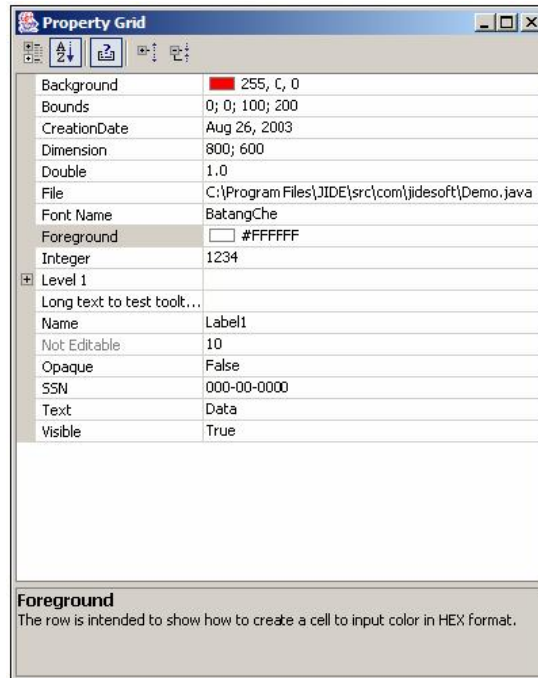 Property Grid
Background 255, 0, 0
Bounds 0; 0; 100; 200
CreationDate Aug 26, 2003
Dimension 800; 600
Double 1.0
File C:\Program Files\JIDE\src\com\jidesoft\Demo.java
Font Name BatangChe
Foreground #FFFFFF
Integer 1234
Level 1
Long text to test toolt...
Name Label1
Not Editable 10
Opaque False
SSN 000-00-0000
Text Data
Visible True
Foreground
The row is intended to show how to create a cell to input color in HEX format.